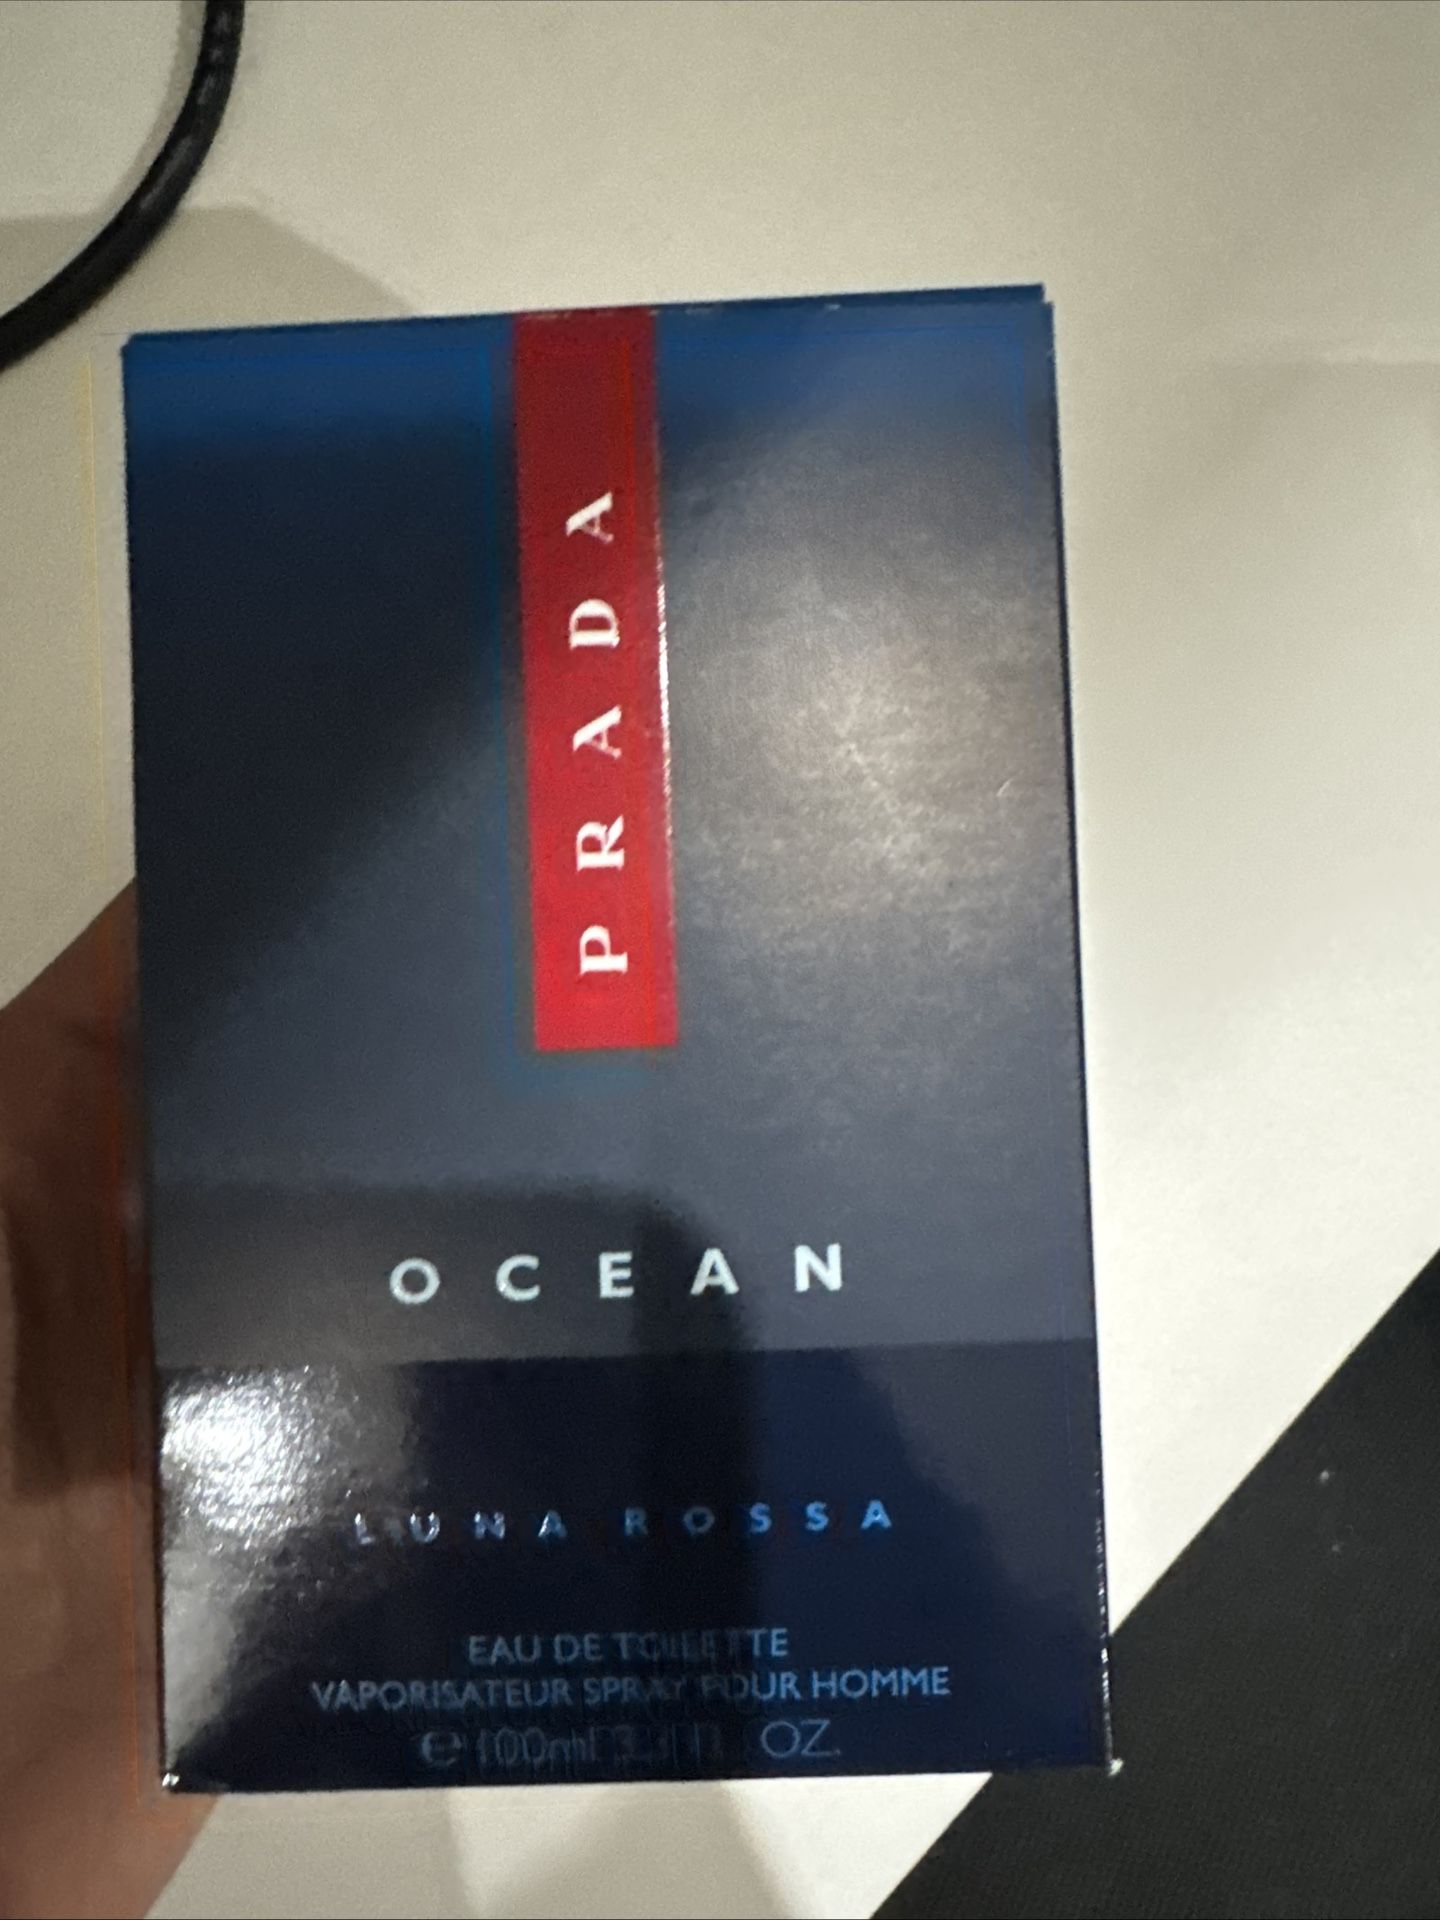 PRADA
OCEAN
LUNA ROSSA
EAU DE TOILETTE
VAPORISATEUR SPRAY POUR HOMME
℮ 100ml 3.4 FL. OZ.